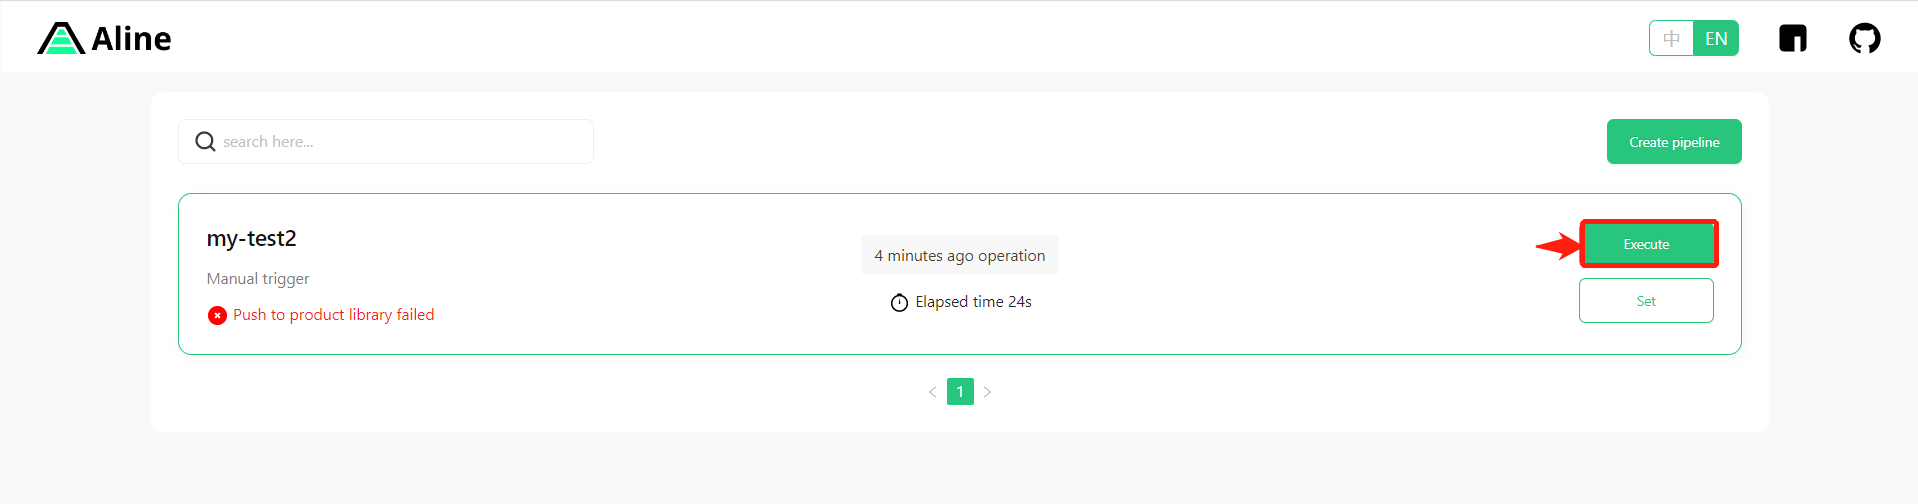 Aline
中 EN
search here...
Create pipeline
my-test2
Manual trigger
Push to product library failed
4 minutes ago operation
Elapsed time 24s
Execute
Set
< 1 >